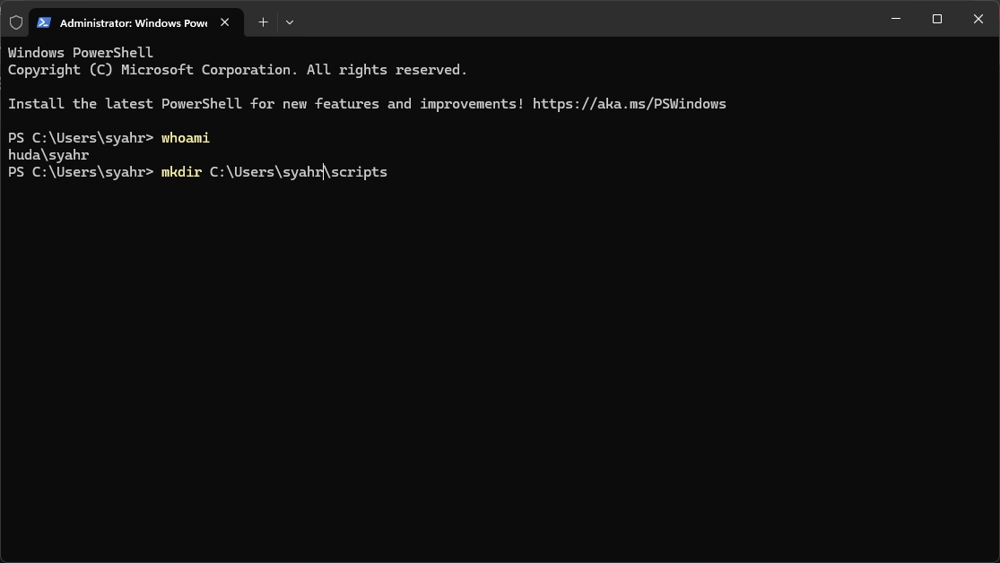 Administrator: Windows Powe
Windows PowerShell
Copyright (C) Microsoft Corporation. All rights reserved.
Install the latest PowerShell for new features and improvements! https://aka.ms/PSWindows
PS C:\Users\syahr> whoami
huda\syahr
PS C:\Users\syahr> mkdir C:\Users\syahr\scripts